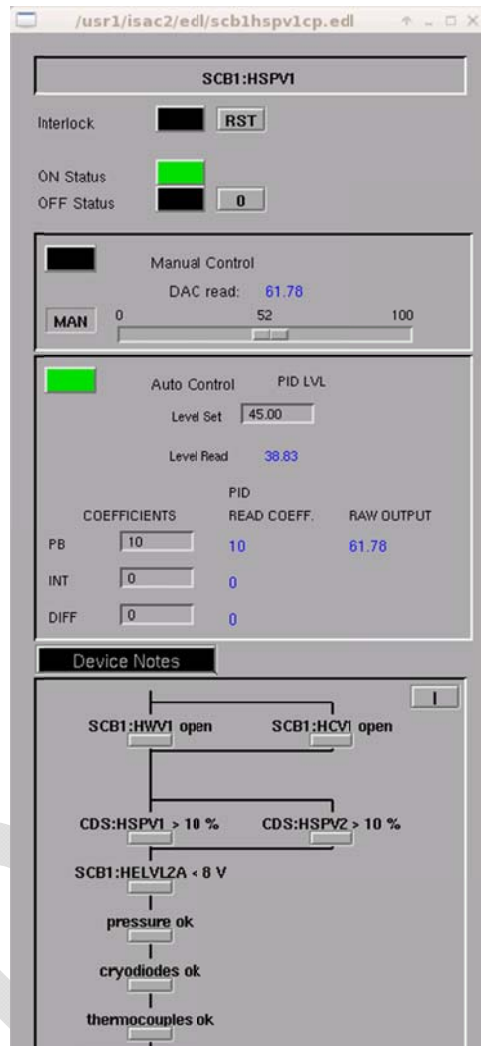 /usr1/isac2/edl/scb1hspv1cp.edl
SCB1:HSPV1
Interlock RST
ON Status
OFF Status 0
Manual Control
DAC read: 61.78
MAN 0 52 100
Auto Control PID LVL
Level Set 45.00
Level Read 38.83
PID
COEFFICIENTS READ COEFF. RAW OUTPUT
PB 10 10 61.78
INT 0 0
DIFF 0 0
Device Notes
I
SCB1:HWV1 open SCB1:HCV1 open
CDS:HSPV1 > 10 % CDS:HSPV2 > 10 %
SCB1:HELVL2A < 8 V
pressure ok
cryodiodes ok
thermocouples ok